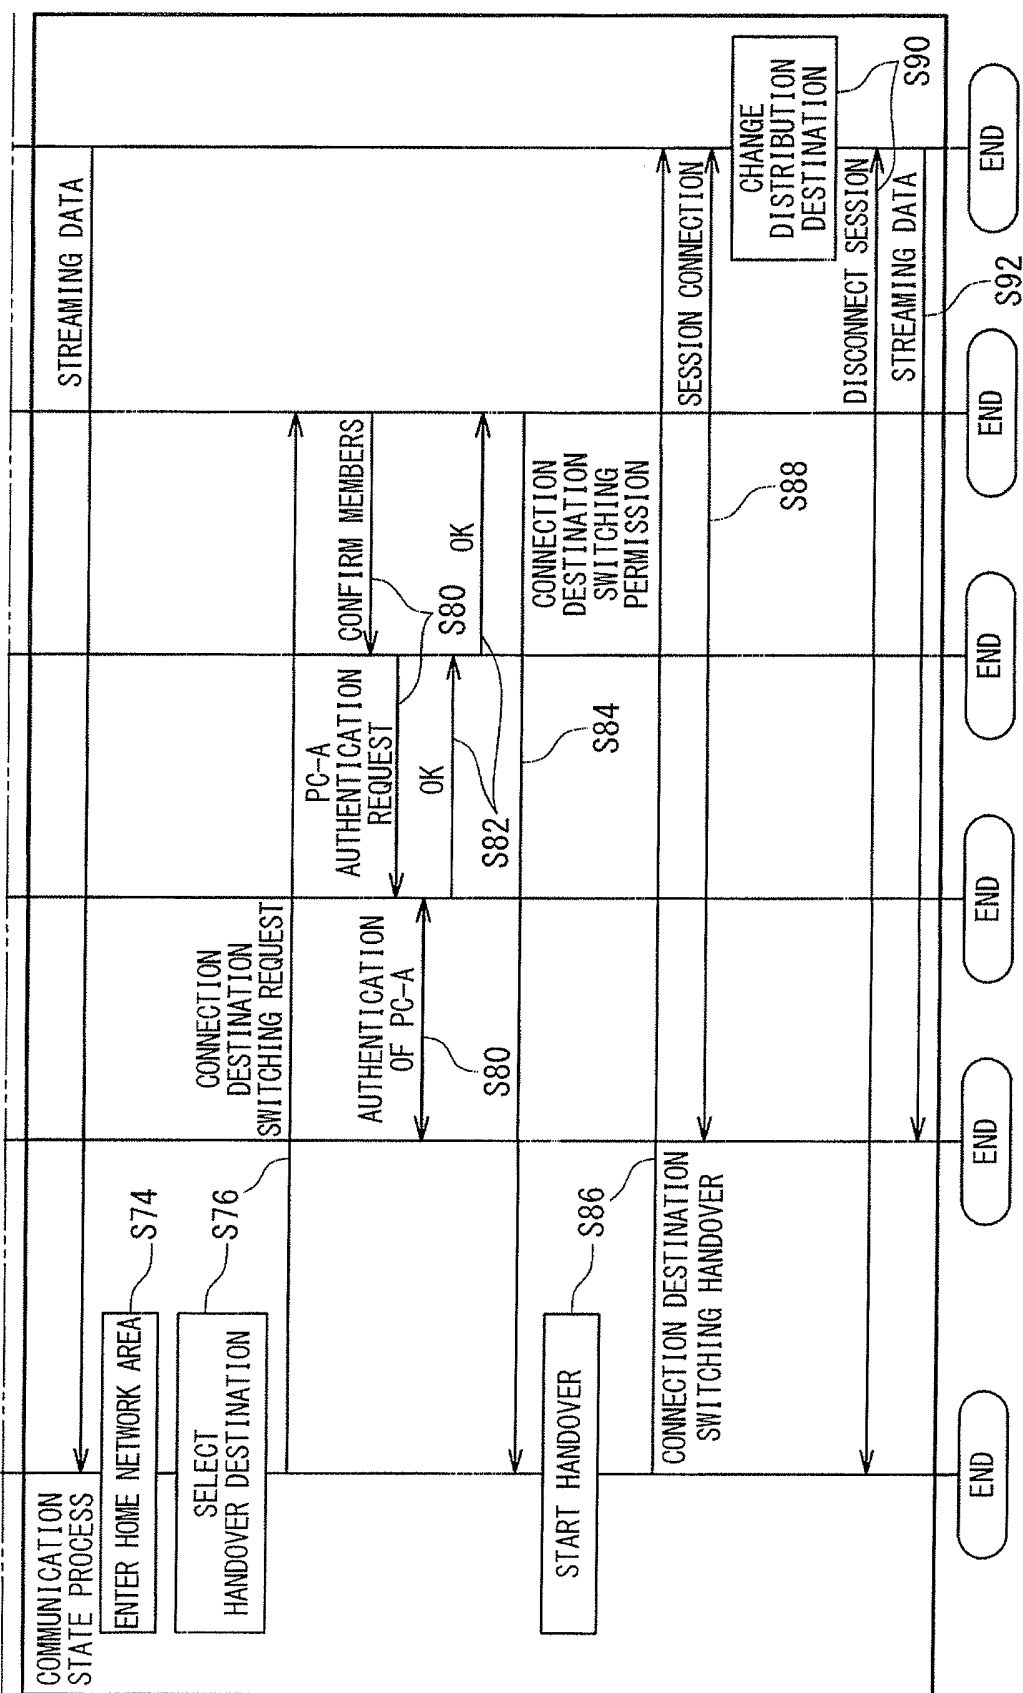 COMMUNICATION
STATE PROCESS
STREAMING DATA
ENTER HOME NETWORK AREA
S74
SELECT
HANDOVER DESTINATION
S76
CONNECTION
DESTINATION
SWITCHING REQUEST
CONFIRM MEMBERS
S80
PC-A
AUTHENTICATION
REQUEST
AUTHENTICATION
OF PC-A
S80
OK
S82
OK
S84
CONNECTION
DESTINATION
SWITCHING
PERMISSION
START HANDOVER
S86
CONNECTION DESTINATION
SWITCHING HANDOVER
SESSION CONNECTION
S88
CHANGE
DISTRIBUTION
DESTINATION
S90
DISCONNECT SESSION
STREAMING DATA
S92
END
END
END
END
END
END